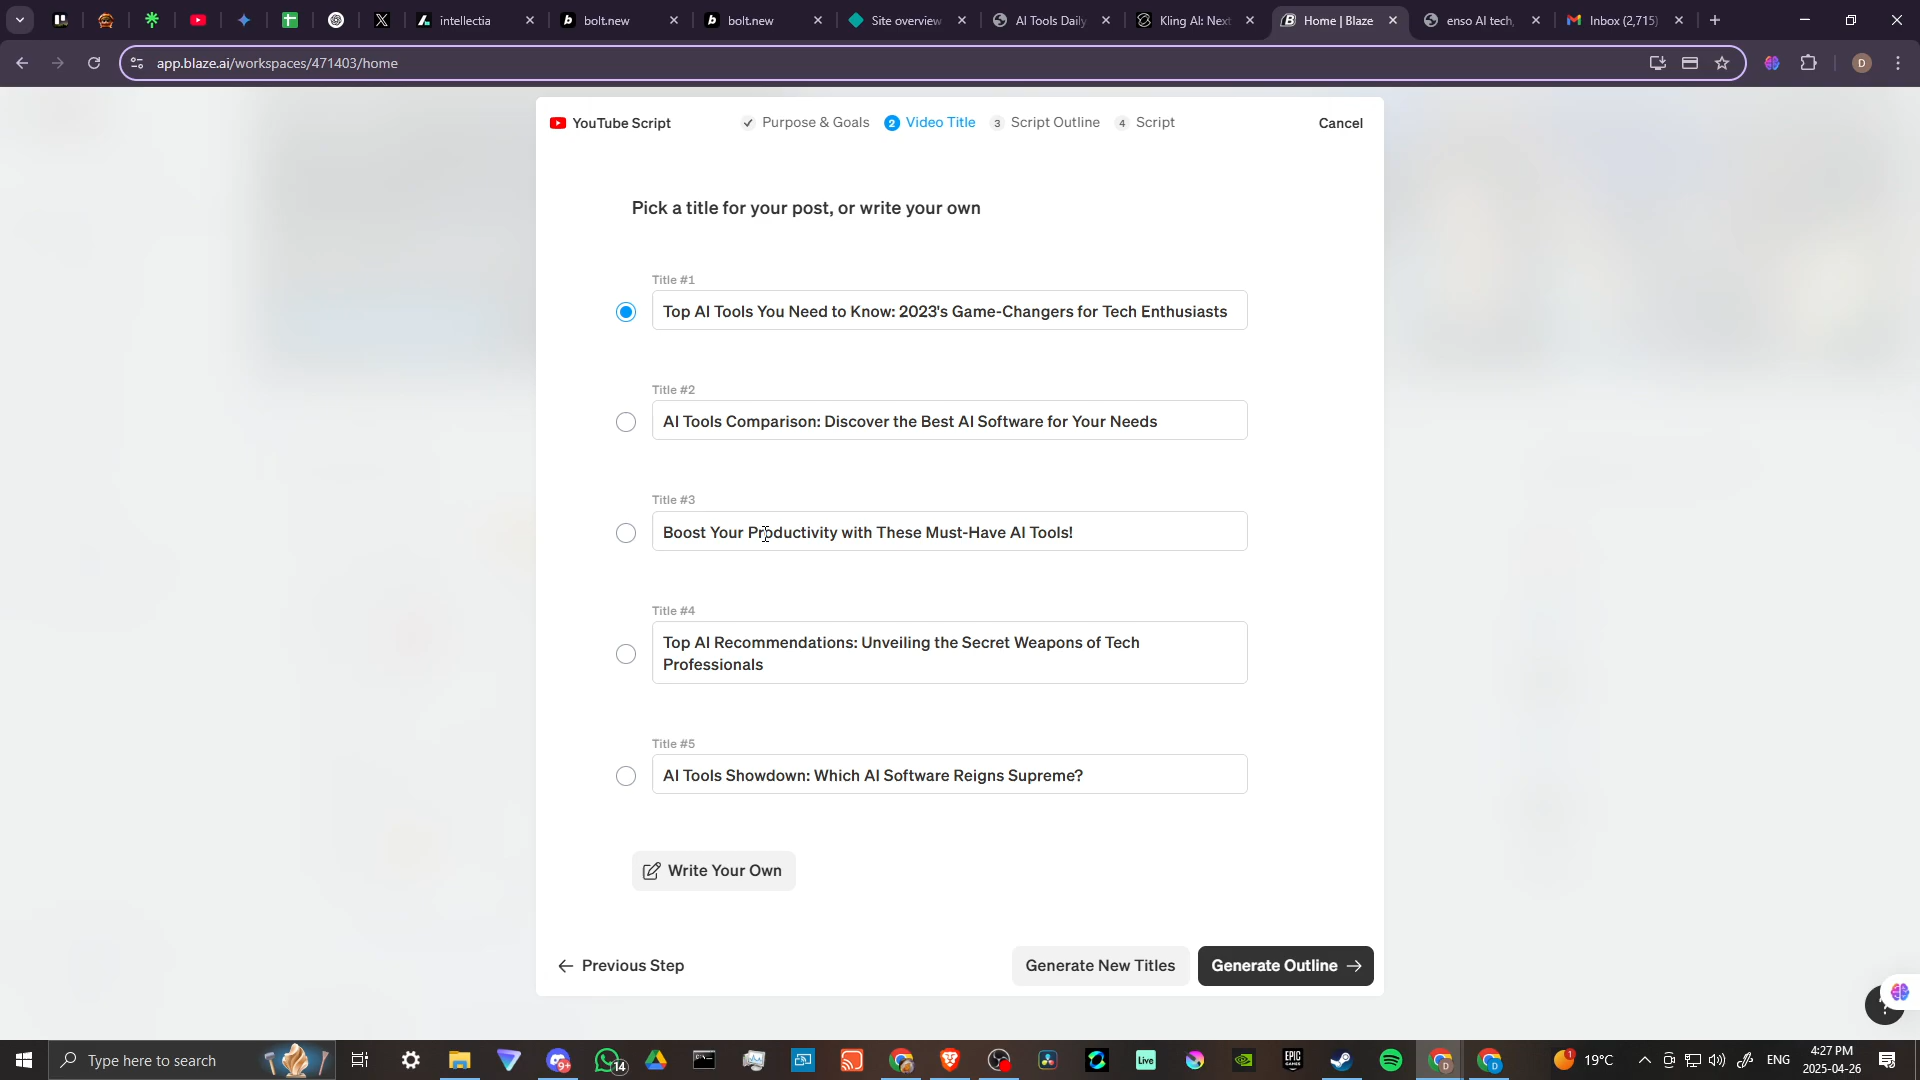 intellectia
bolt.new
bolt.new
Site overview
AI Tools Daily
Kling AI: Next
Home | Blaze
enso AI tech,
Inbox (2,715)
app.blaze.ai/workspaces/471403/home
D
YouTube Script
Purpose & Goals
2 Video Title
3 Script Outline
4 Script
Cancel
Pick a title for your post, or write your own
Title #1
Top AI Tools You Need to Know: 2023's Game-Changers for Tech Enthusiasts
Title #2
AI Tools Comparison: Discover the Best AI Software for Your Needs
Title #3
Boost Your Productivity with These Must-Have AI Tools!
Title #4
Top AI Recommendations: Unveiling the Secret Weapons of Tech
Professionals
Title #5
AI Tools Showdown: Which AI Software Reigns Supreme?
Write Your Own
Previous Step
Generate New Titles
Generate Outline
Type here to search
9+
14
Live
EPIC
GAMES
1
19°C
ENG
4:27 PM
2025-04-26